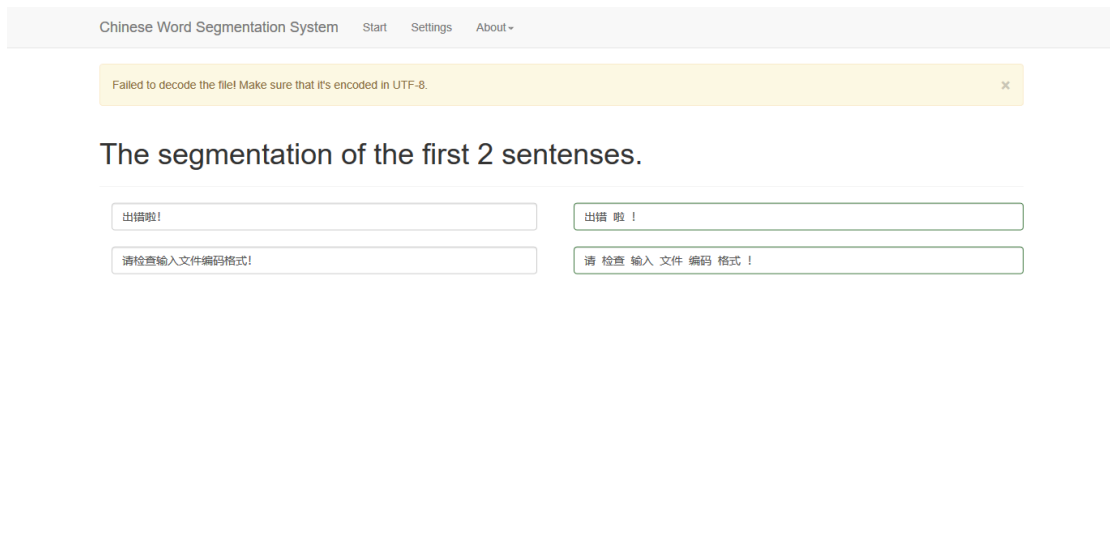 Chinese Word Segmentation System Start Settings About
Failed to decode the file! Make sure that it's encoded in UTF-8. ×
The segmentation of the first 2 sentenses.
出错啦! 出错 啦 !
请检查输入文件编码格式! 请 检查 输入 文件 编码 格式 !